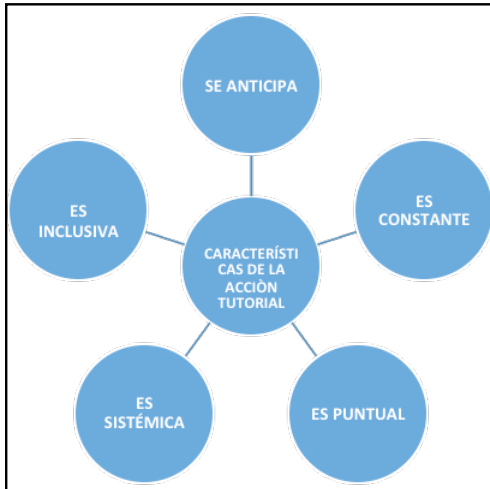 SE ANTICIPA
ES
INCLUSIVA
ES
CONSTANTE
CARACTERÍSTI
CAS DE LA
ACCIÒN
TUTORIAL
ES
SISTÉMICA
ES PUNTUAL